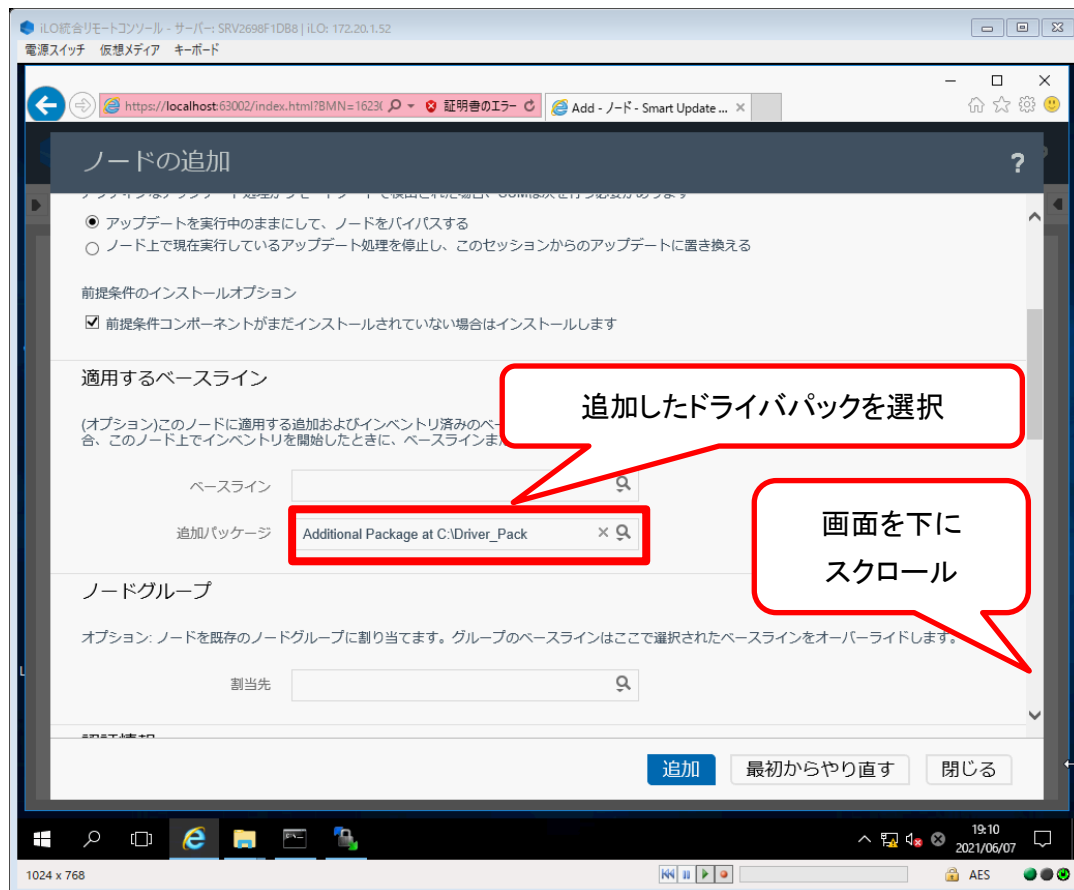 iLO統合リモートコンソール - サーバー: SRV2698F1DB8 | iLO: 172.20.1.52
電源スイッチ 仮想メディア キーボード
https://localhost:63002/index.html?BMN=1623( 証明書のエラー Add - ノード - Smart Update ... ×
ノードの追加 ?
アップデートを実行中のままにして、ノードをバイパスする
ノード上で現在実行しているアップデート処理を停止し、このセッションからのアップデートに置き換える
前提条件のインストールオプション
前提条件コンポーネントがまだインストールされていない場合はインストールします
適用するベースライン
追加したドライバパックを選択
(オプション)このノードに適用する追加およびインベントリ済みのベー
合、このノード上でインベントリを開始したときに、ベースラインま
ベースライン
追加パッケージ Additional Package at C:\Driver_Pack ×
画面を下に
スクロール
ノードグループ
オプション: ノードを既存のノードグループに割り当てます。グループのベースラインはここで選択されたベースラインをオーバーライドします。
割当先
追加 最初からやり直す 閉じる
19:10
2021/06/07
1024 x 768 AES